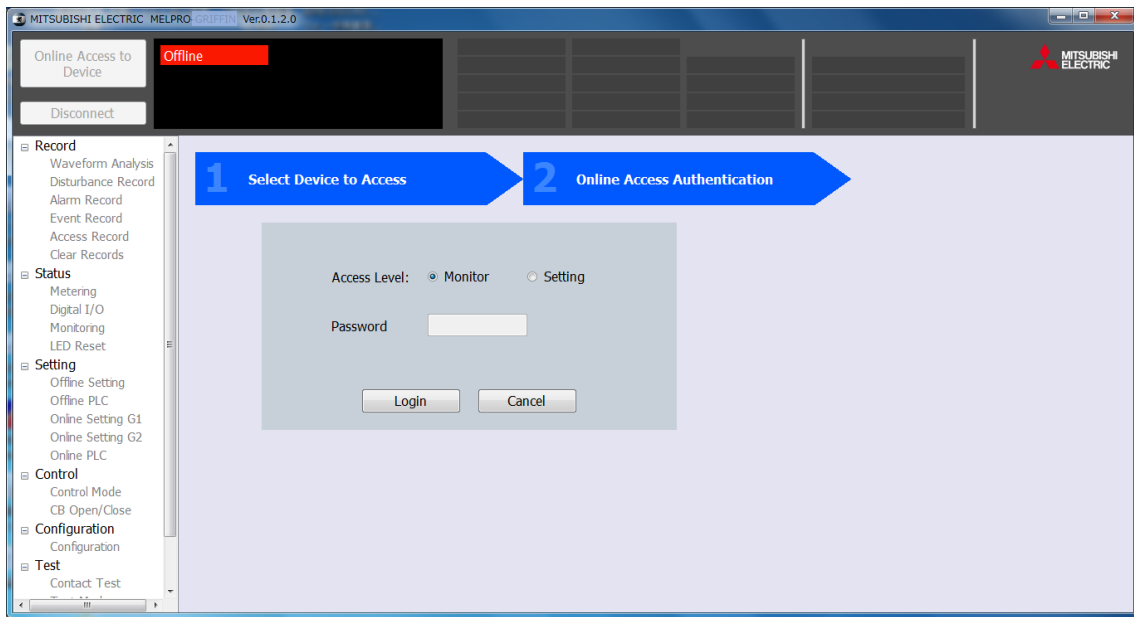 MITSUBISHI ELECTRIC MELPRO-GRIFFIN Ver.0.1.2.0
Online Access to
Device
Offline
MITSUBISHI
ELECTRIC
Disconnect
Record
Waveform Analysis
Disturbance Record
Alarm Record
Event Record
Access Record
Clear Records
Status
Metering
Digital I/O
Monitoring
LED Reset
Setting
Offline Setting
Offline PLC
Online Setting G1
Online Setting G2
Online PLC
Control
Control Mode
CB Open/Close
Configuration
Configuration
Test
Contact Test
1 Select Device to Access
2 Online Access Authentication
Access Level: Monitor Setting
Password
Login Cancel